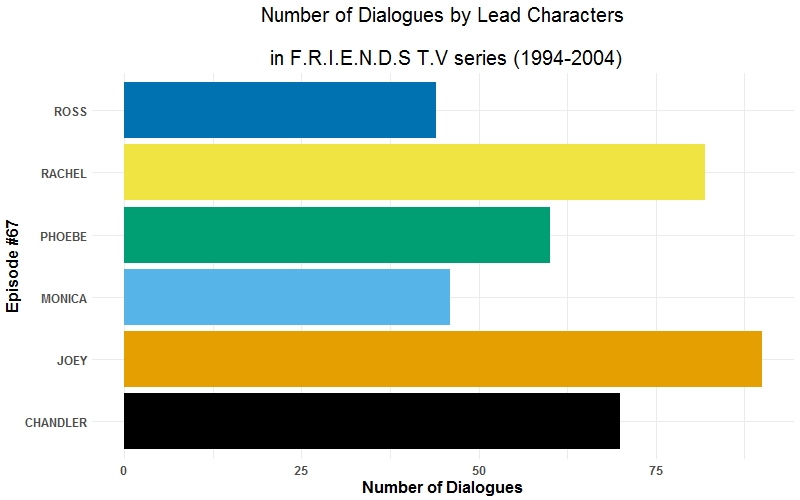 Number of Dialogues by Lead Characters
in F.R.I.E.N.D.S T.V series (1994-2004)
Episode #67
ROSS
RACHEL
PHOEBE
MONICA
JOEY
CHANDLER
0 25 50 75
Number of Dialogues